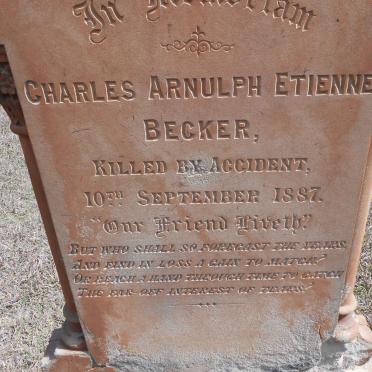 In Memoriam
CHARLES ARNULPH ETIENNE
BECKER,
KILLED BY ACCIDENT,
10TH SEPTEMBER 1887.
"Our Friend Liveth."
BUT WHO SHALL SO FORECAST THE YEARS,
AND FIND IN LOSS A GAIN TO MATCH?
OR REACH A HAND THROUGH TIME TO CATCH
THE FAR-OFF INTEREST OF TEARS?